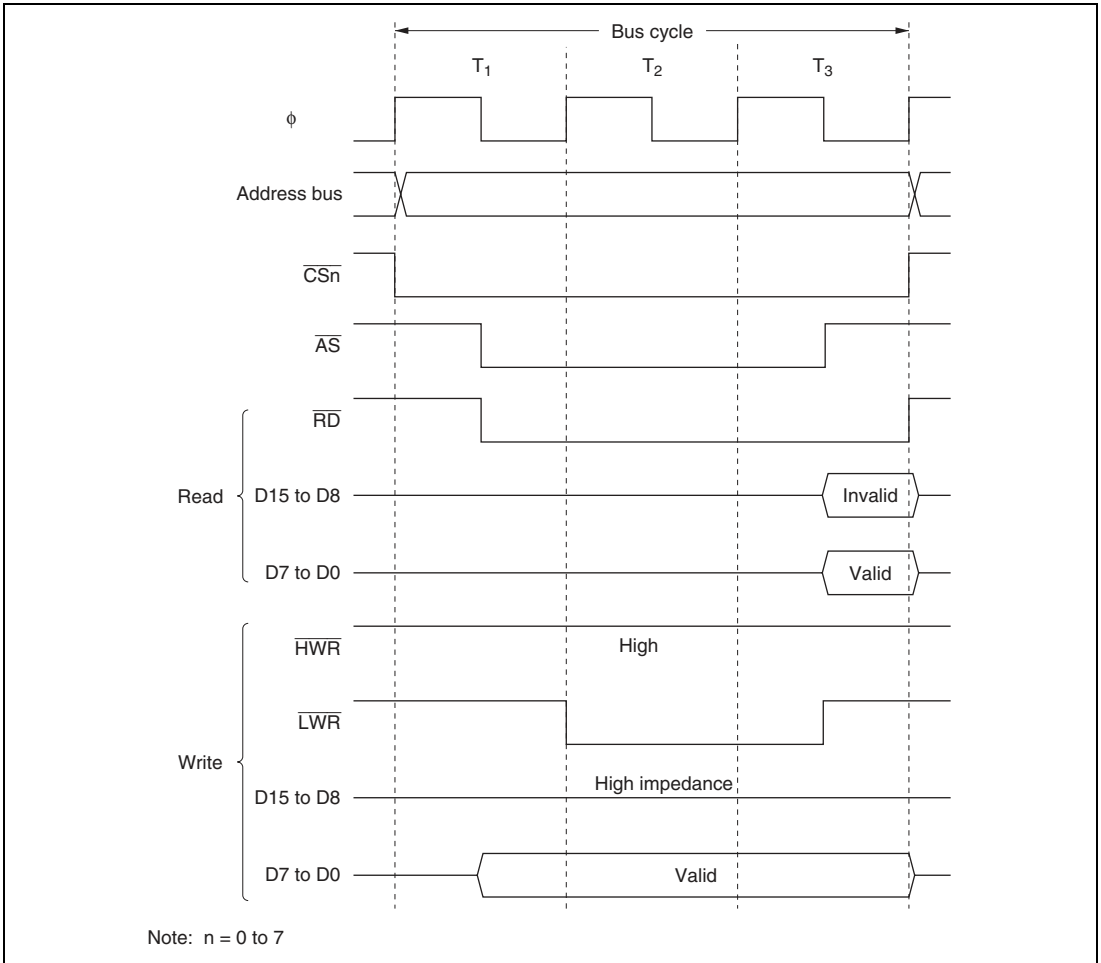 Bus cycle
T1 T2 T3
ϕ
Address bus
CSn
AS
RD
Read
D15 to D8 Invalid
D7 to D0 Valid
HWR High
LWR
Write
High impedance
D15 to D8
D7 to D0 Valid
Note: n = 0 to 7